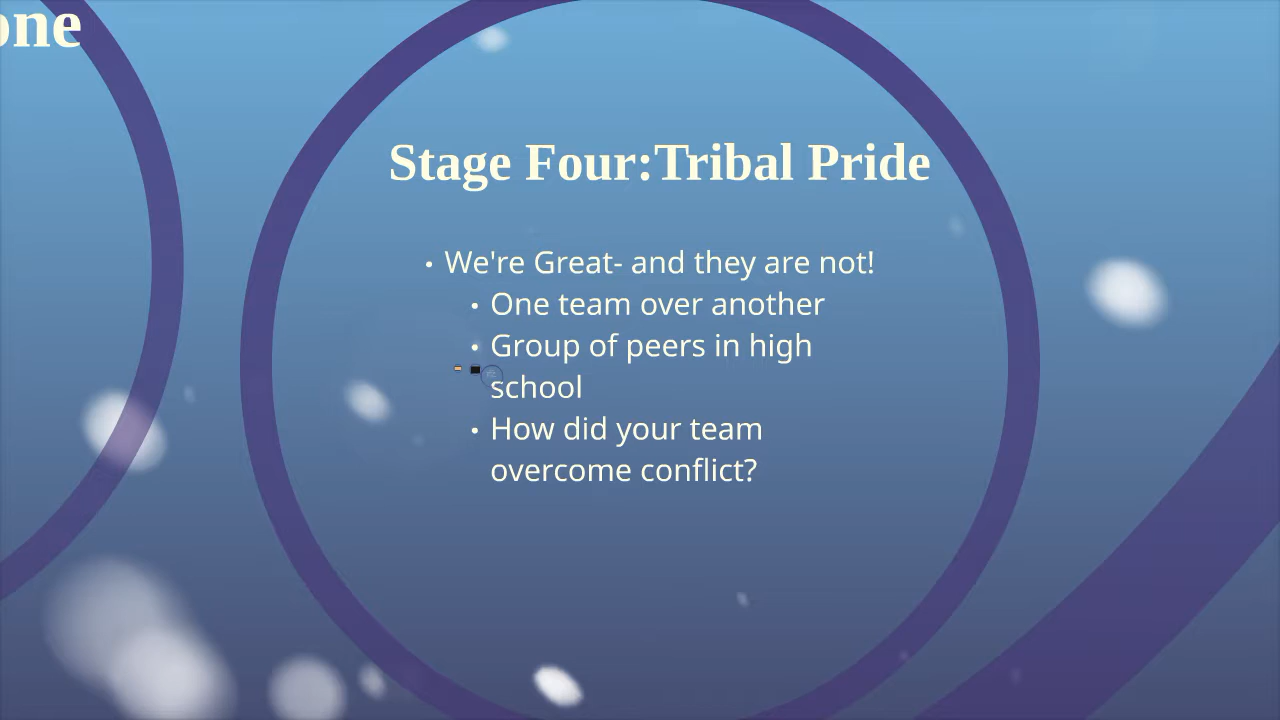 one
Stage Four:Tribal Pride
• We're Great- and they are not!
• One team over another
• Group of peers in high
school
• How did your team
overcome conflict?